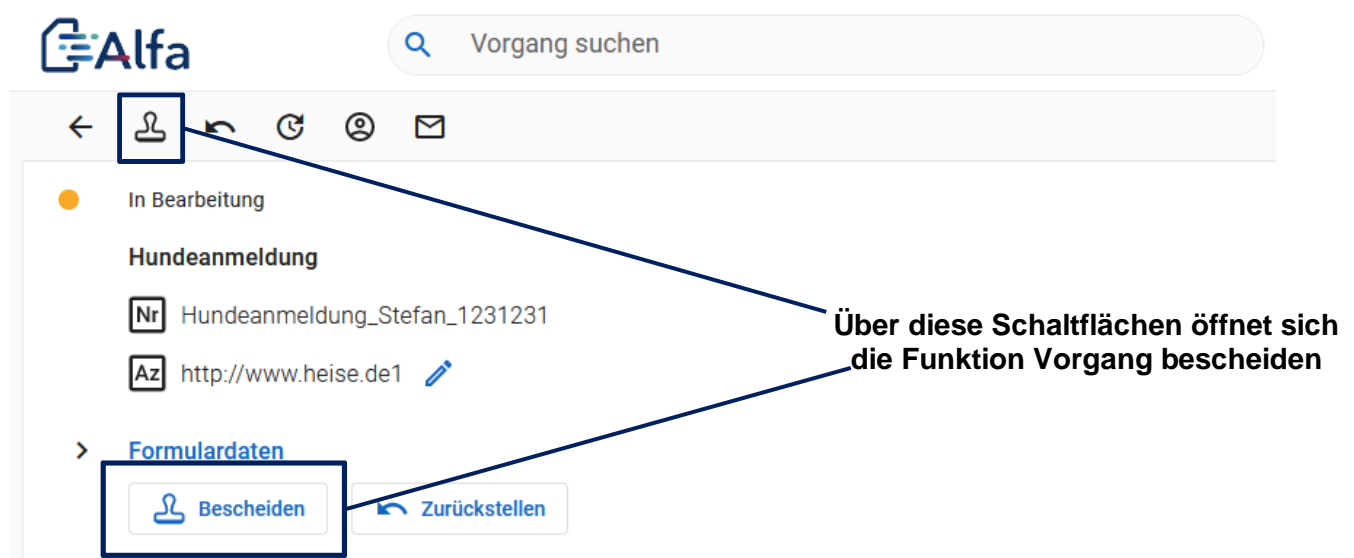 Alfa
Vorgang suchen
In Bearbeitung
Hundeanmeldung
Nr Hundeanmeldung_Stefan_1231231
Az http://www.heise.de1
Über diese Schaltflächen öffnet sich
die Funktion Vorgang bescheiden
Formulardaten
Bescheiden Zurückstellen